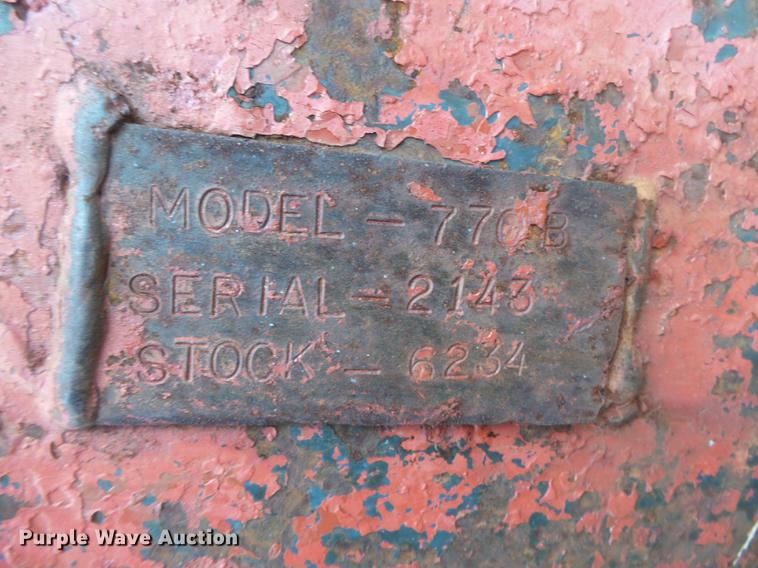 MODEL - 770B
SERIAL - 2143
STOCK - 6234
Purple Wave Auction